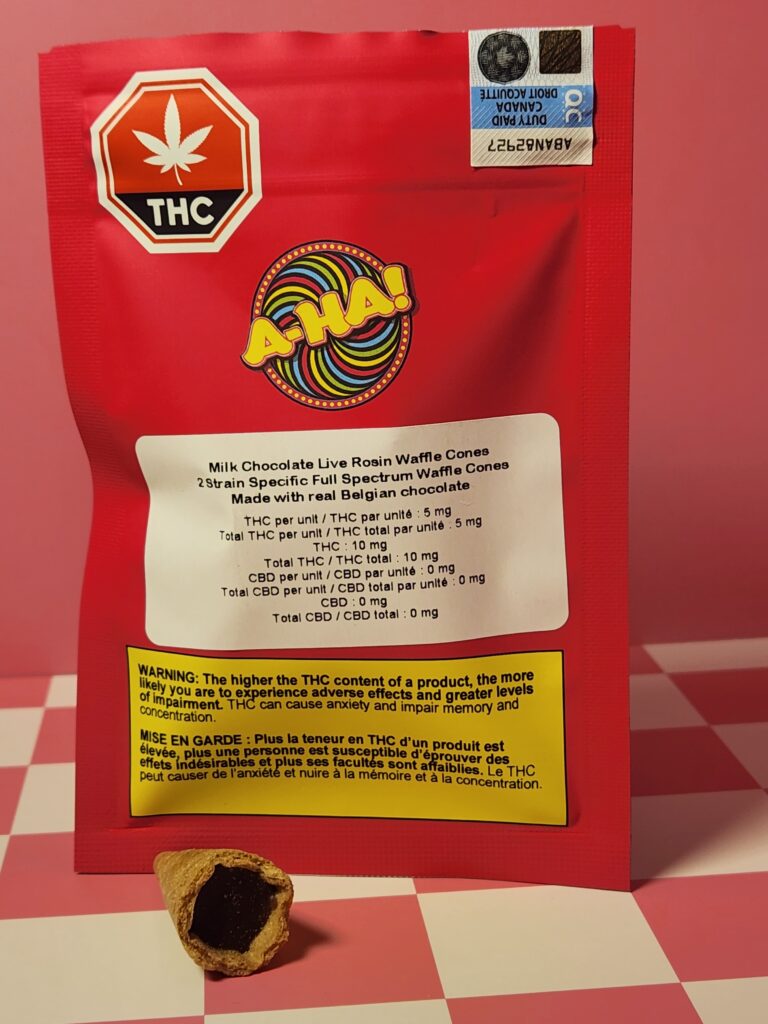 THC
ABAN82927
DUTY PAID
CANADA
DROIT ACQUITTÉ
QC
A-HA!
Milk Chocolate Live Rosin Waffle Cones
2 Strain Specific Full Spectrum Waffle Cones
Made with real Belgian chocolate
THC per unit / THC par unité : 5 mg
Total THC per unit / THC total par unité : 5 mg
THC : 10 mg
Total THC / THC total : 10 mg
CBD per unit / CBD par unité : 0 mg
Total CBD per unit / CBD total par unité : 0 mg
CBD : 0 mg
Total CBD / CBD total : 0 mg
WARNING: The higher the THC content of a product, the more
likely you are to experience adverse effects and greater levels
of impairment. THC can cause anxiety and impair memory and
concentration.
MISE EN GARDE : Plus la teneur en THC d'un produit est
élevée, plus une personne est susceptible d'éprouver des
effets indésirables et plus ses facultés sont affaiblies. Le THC
peut causer de l'anxiété et nuire à la mémoire et à la concentration.